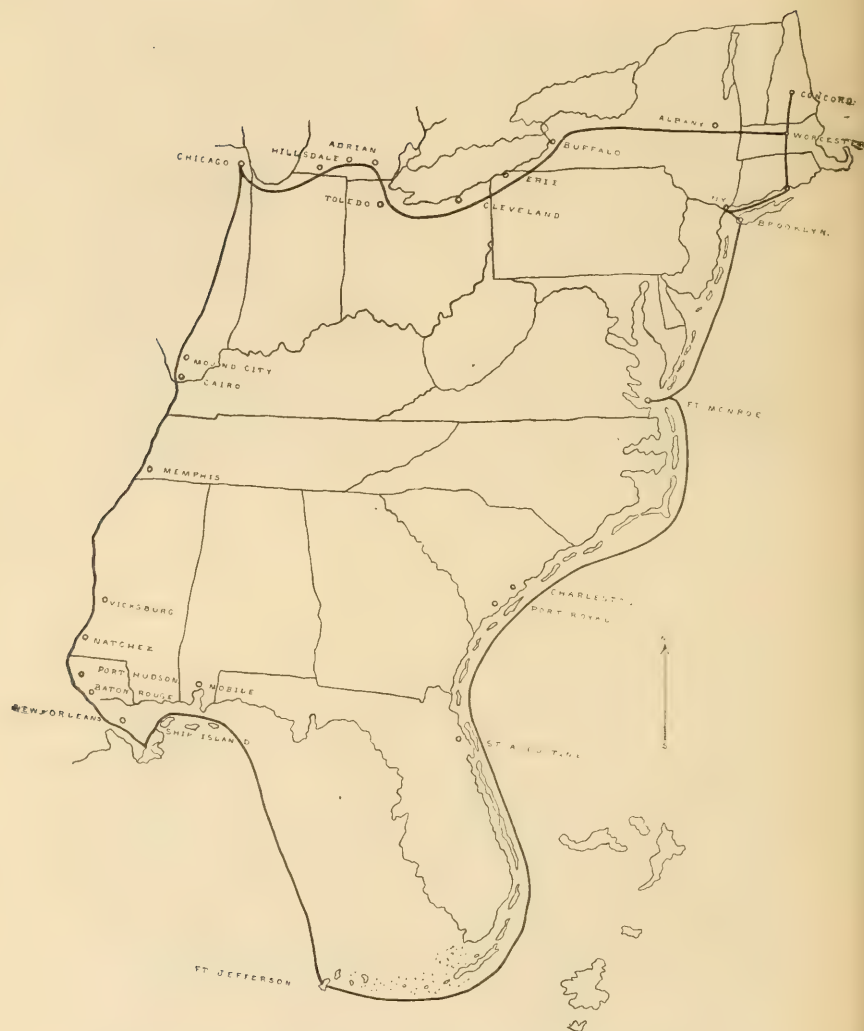 CONCORD
ALBANY
WORCESTER
ADRIAN
HILLSDALE
CHICAGO
BUFFALO
ERIE
TOLEDO
CLEVELAND
N.Y.
BROOKLYN.
MOUND CITY
CAIRO
FT. MONROE
MEMPHIS
VICKSBURG
PORT ROYAL
NATCHEZ
N
PORT HUDSON
MOBILE
BATON ROUGE
NEW ORLEANS
SHIP ISLAND
S
FT JEFFERSON